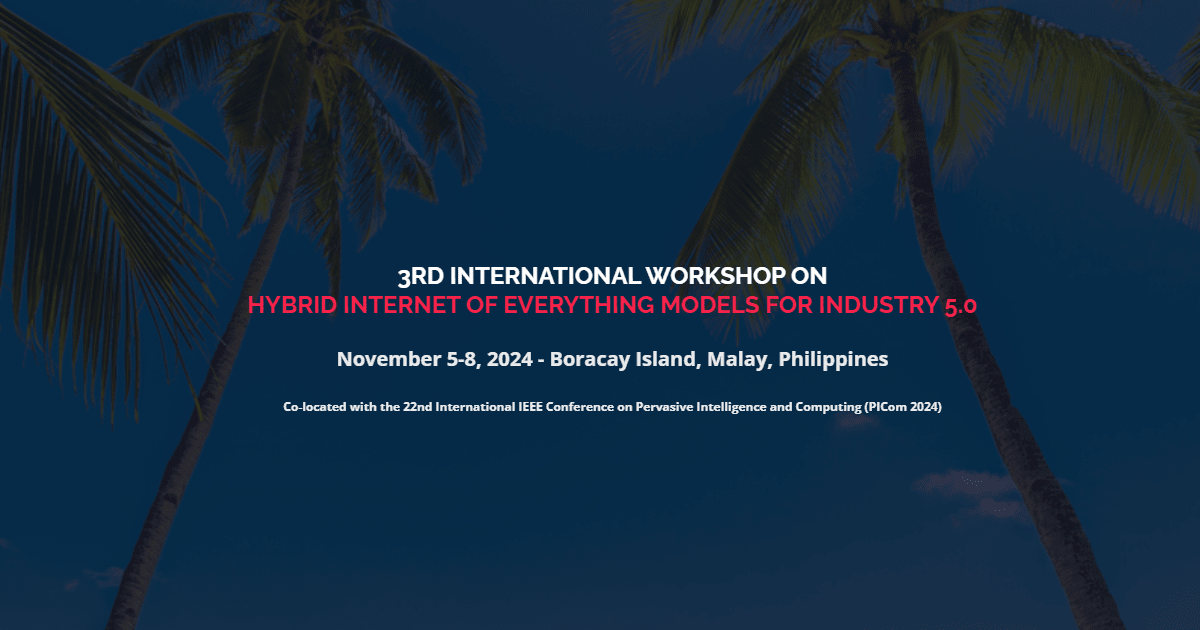 3RD INTERNATIONAL WORKSHOP ON
HYBRID INTERNET OF EVERYTHING MODELS FOR INDUSTRY 5.0
November 5-8, 2024 - Boracay Island, Malay, Philippines
Co-located with the 22nd International IEEE Conference on Pervasive Intelligence and Computing (PICom 2024)